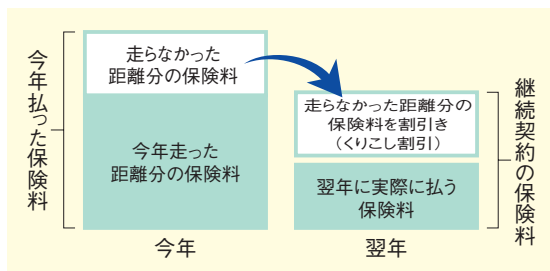 今年払った保険料
走らなかった
距離分の保険料
今年走った
距離分の保険料
今年
走らなかった距離分の
保険料を割引き
（くりこし割引）
翌年に実際に払う
保険料
翌年
継続契約の保険料